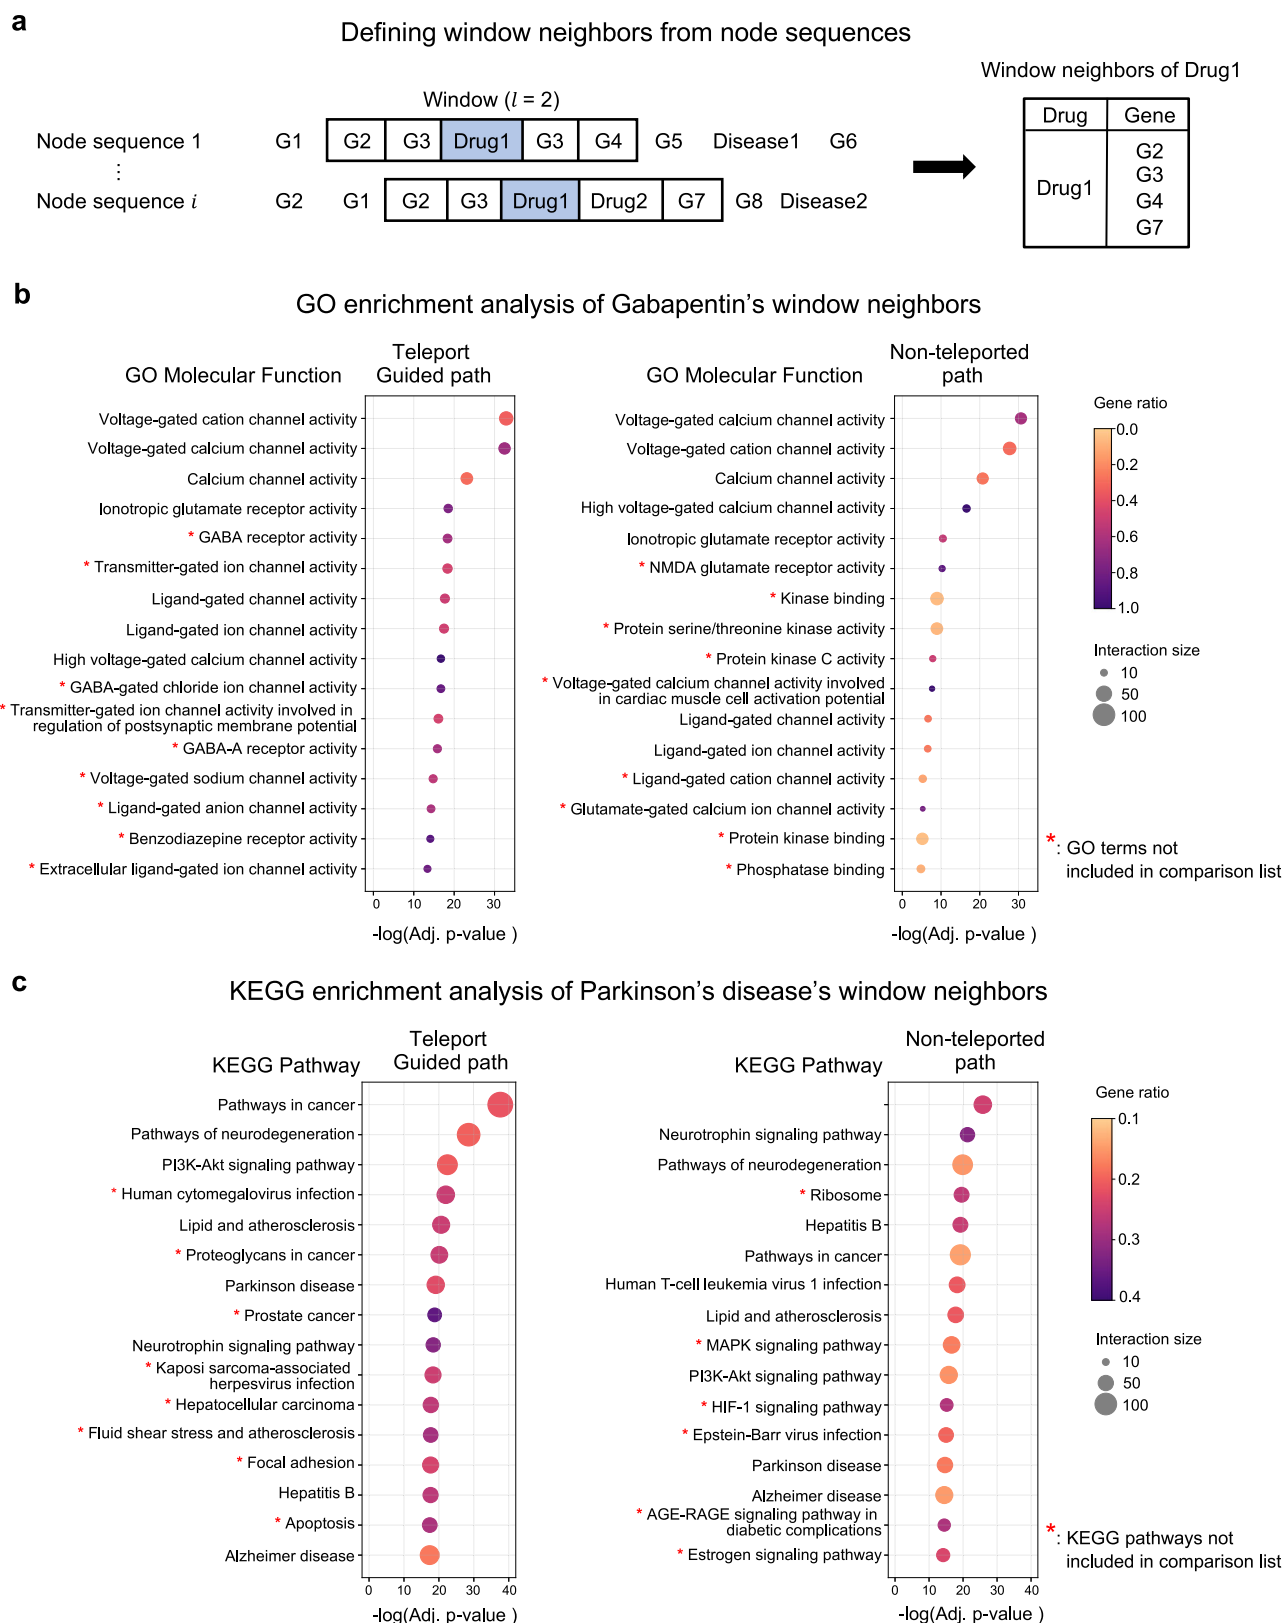 a
Defining window neighbors from node sequences
Window neighbors of Drug1
Window (l = 2)
Drug Gene
Node sequence 1 G1 G2 G3 Drug1 G3 G4 G5 Disease1 G6
⋮
Node sequence i G2 G1 G2 G3 Drug1 Drug2 G7 G8 Disease2
Drug1
G2
G3
G4
G7
b
GO enrichment analysis of Gabapentin's window neighbors
GO Molecular Function
Teleport
Guided path
Voltage-gated cation channel activity
Voltage-gated calcium channel activity
Calcium channel activity
Ionotropic glutamate receptor activity
* GABA receptor activity
* Transmitter-gated ion channel activity
Ligand-gated channel activity
Ligand-gated ion channel activity
High voltage-gated calcium channel activity
* GABA-gated chloride ion channel activity
* Transmitter-gated ion channel activity involved in
regulation of postsynaptic membrane potential
* GABA-A receptor activity
* Voltage-gated sodium channel activity
* Ligand-gated anion channel activity
* Benzodiazepine receptor activity
* Extracellular ligand-gated ion channel activity
0 10 20 30
-log(Adj. p-value )
GO Molecular Function
Non-teleported
path
Voltage-gated calcium channel activity
Voltage-gated cation channel activity
Calcium channel activity
High voltage-gated calcium channel activity
Ionotropic glutamate receptor activity
* NMDA glutamate receptor activity
* Kinase binding
* Protein serine/threonine kinase activity
* Protein kinase C activity
* Voltage-gated calcium channel activity involved
in cardiac muscle cell activation potential
Ligand-gated channel activity
Ligand-gated ion channel activity
* Ligand-gated cation channel activity
* Glutamate-gated calcium ion channel activity
* Protein kinase binding
* Phosphatase binding
0 10 20 30
-log(Adj. p-value )
Gene ratio
0.0
0.2
0.4
0.6
0.8
1.0
Interaction size
10
50
100
* : GO terms not
included in comparison list
c
KEGG enrichment analysis of Parkinson's disease's window neighbors
KEGG Pathway
Teleport
Guided path
Pathways in cancer
Pathways of neurodegeneration
PI3K-Akt signaling pathway
* Human cytomegalovirus infection
Lipid and atherosclerosis
* Proteoglycans in cancer
Parkinson disease
* Prostate cancer
Neurotrophin signaling pathway
* Kaposi sarcoma-associated
herpesvirus infection
* Hepatocellular carcinoma
* Fluid shear stress and atherosclerosis
* Focal adhesion
Hepatitis B
* Apoptosis
Alzheimer disease
0 10 20 30 40
-log(Adj. p-value )
KEGG Pathway
Non-teleported
path
Neurotrophin signaling pathway
Pathways of neurodegeneration
* Ribosome
Hepatitis B
Pathways in cancer
Human T-cell leukemia virus 1 infection
Lipid and atherosclerosis
* MAPK signaling pathway
PI3K-Akt signaling pathway
* HIF-1 signaling pathway
* Epstein-Barr virus infection
Parkinson disease
Alzheimer disease
* AGE-RAGE signaling pathway in
diabetic complications
* Estrogen signaling pathway
0 10 20 30 40
-log(Adj. p-value )
Gene ratio
0.1
0.2
0.3
0.4
Interaction size
10
50
100
* : KEGG pathways not
included in comparison list